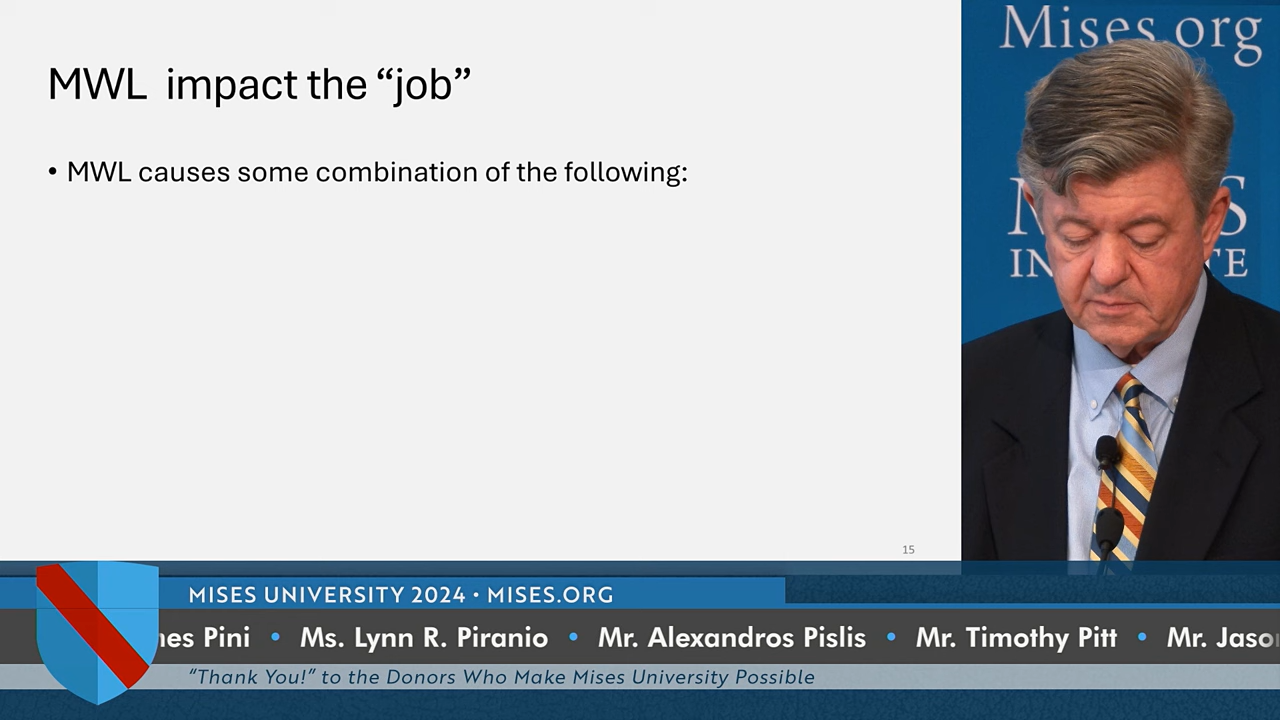 MWL impact the “job”
• MWL causes some combination of the following:
15
Mises.org
MISES UNIVERSITY 2024 • MISES.ORG
Pini • Ms. Lynn R. Piranio • Mr. Alexandros Pislis • Mr. Timothy Pitt • Mr.
“Thank You!” to the Donors Who Make Mises University Possible